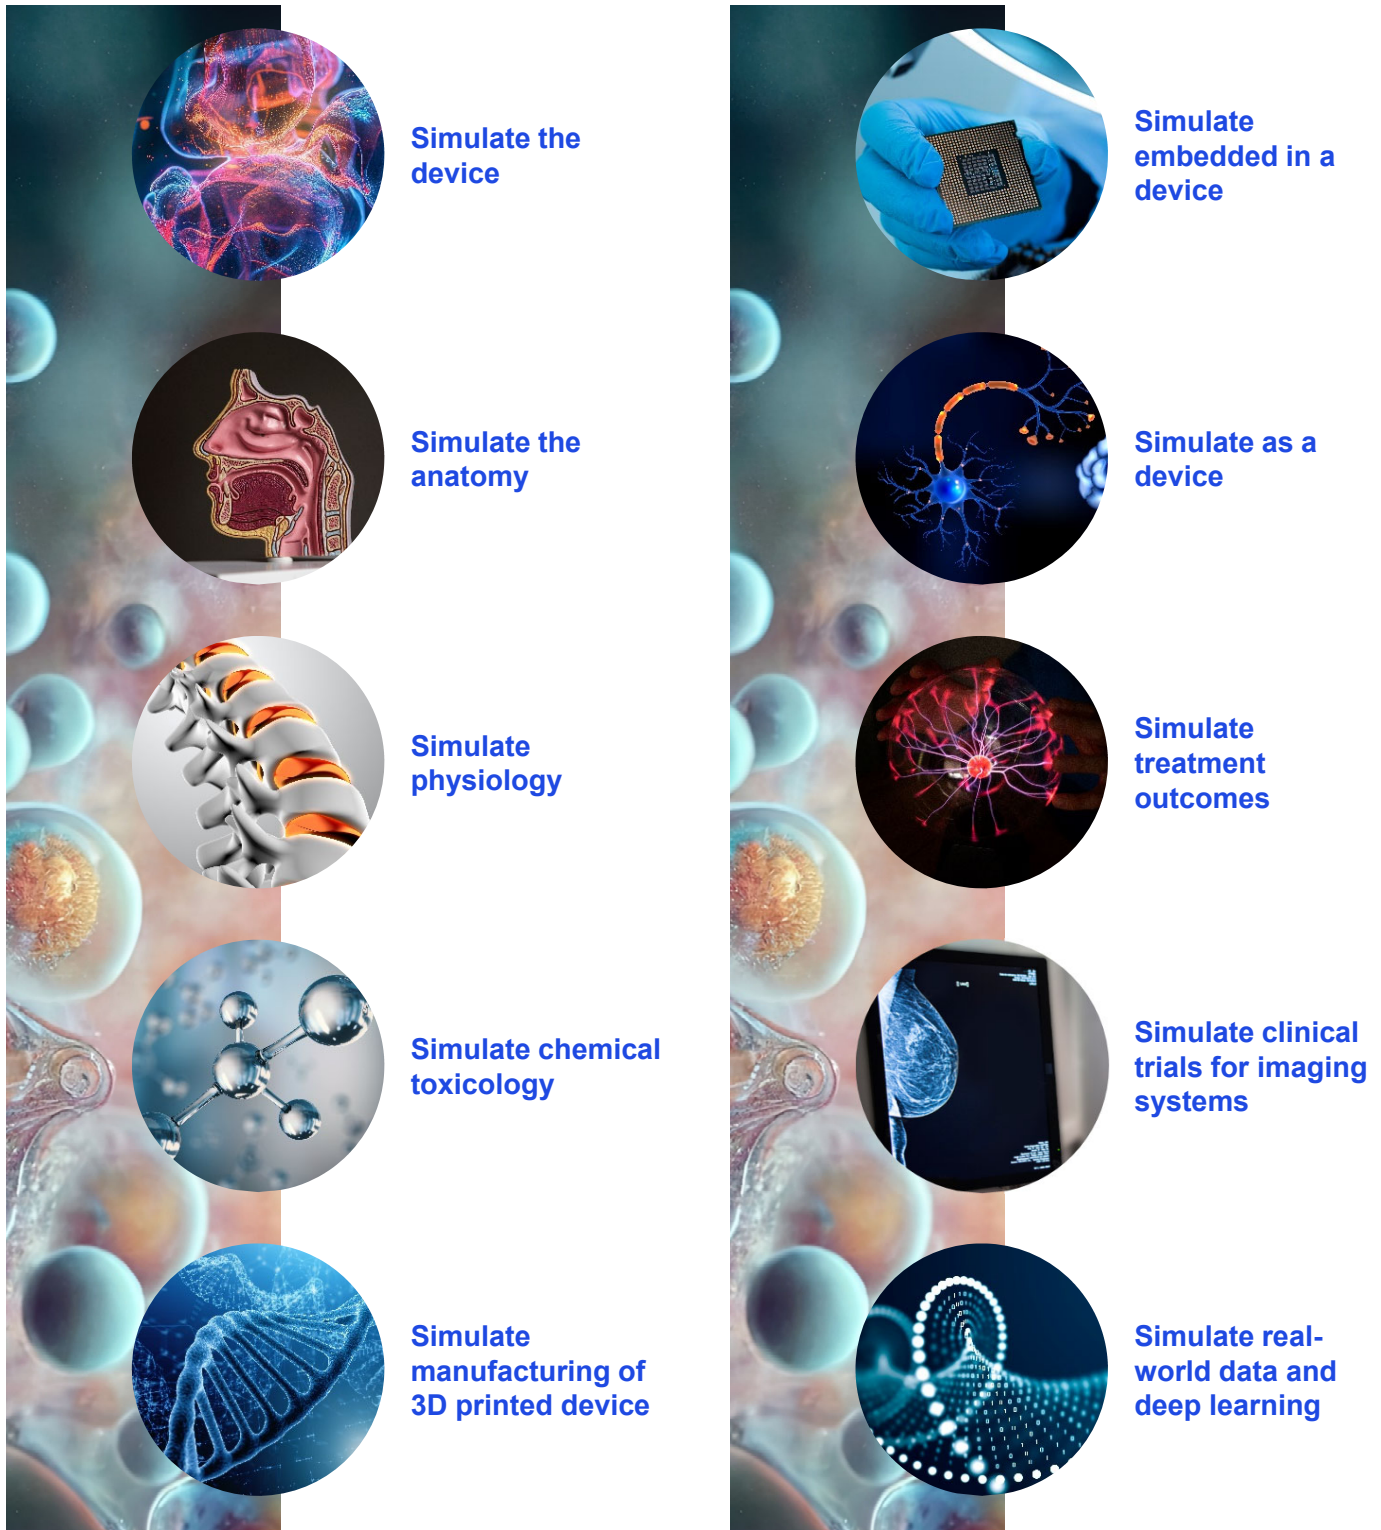 Simulate the
device
Simulate the
anatomy
Simulate
physiology
Simulate chemical
toxicology
Simulate
manufacturing of
3D printed device
Simulate
embedded in a
device
Simulate as a
device
Simulate
treatment
outcomes
Simulate clinical
trials for imaging
systems
Simulate real-
world data and
deep learning